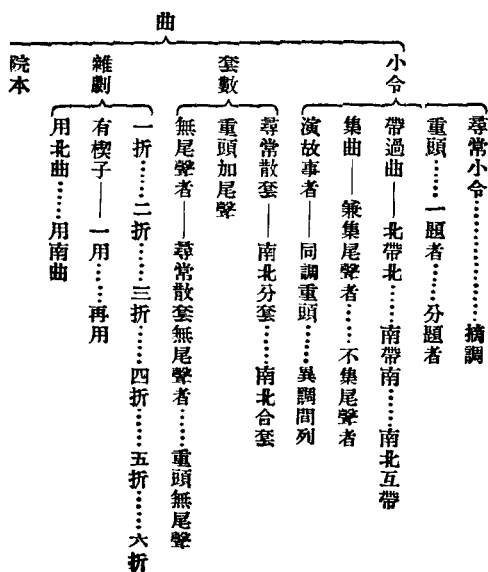 曲
小令
尋常小令………………摘調
重頭……一題者……分題者
帶過曲——北帶北……南帶南……南北互帶
集曲——兼集尾聲者……不集尾聲者
演故事者——同調重頭……異調間列
套數
尋常散套——南北分套……南北合套
重頭加尾聲
無尾聲者——尋常散套無尾聲者……重頭無尾聲
雜劇
一折……二折……三折……四折……五折……六折
有楔子——一用……再用
用北曲……用南曲
院本